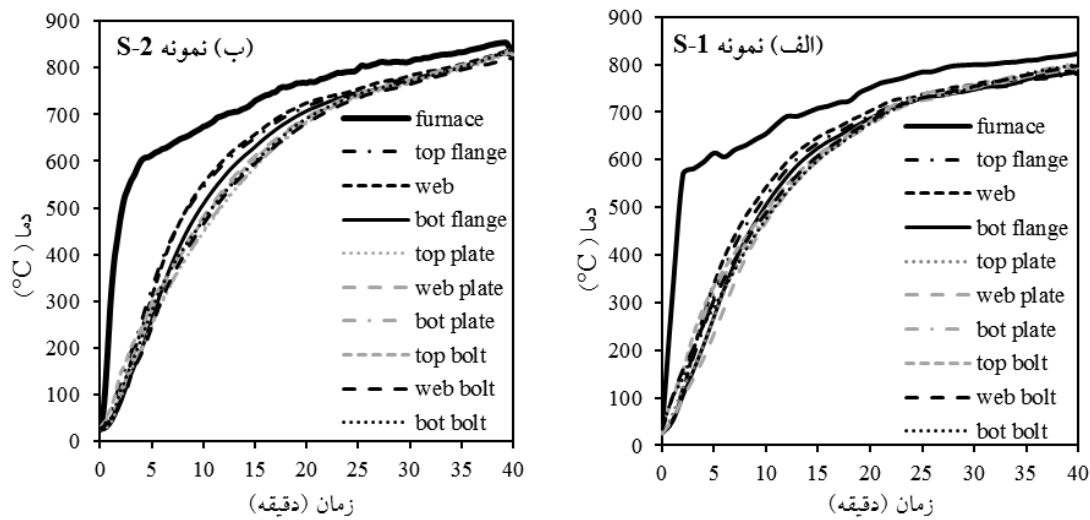 (الف) نمونه S-1
900
800
700
600
500
400
300
200
100
0
دما (°C)
0 5 10 15 20 25 30 35 40
زمان (دقیقه)
furnace
top flange
web
bot flange
top plate
web plate
bot plate
top bolt
web bolt
bot bolt
(ب) نمونه S-2
900
800
700
600
500
400
300
200
100
0
دما (°C)
0 5 10 15 20 25 30 35 40
زمان (دقیقه)
furnace
top flange
web
bot flange
top plate
web plate
bot plate
top bolt
web bolt
bot bolt